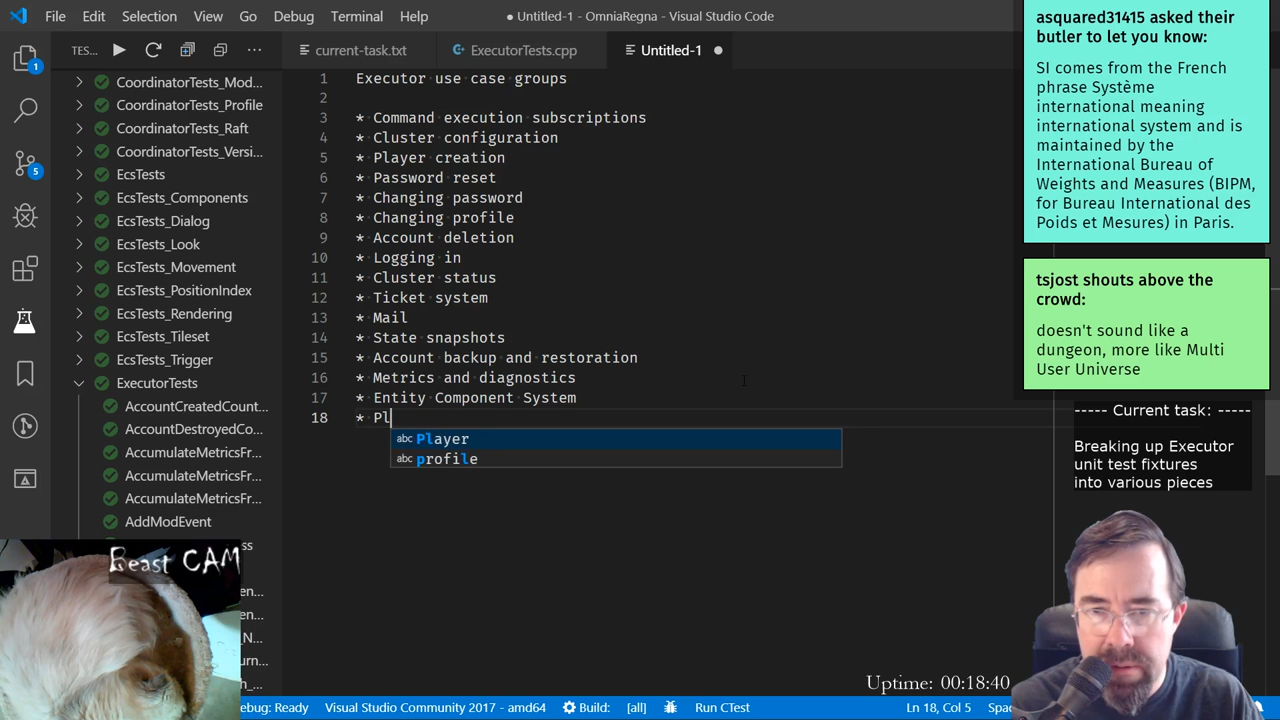 File Edit Selection View Go Debug Terminal Help
● Untitled-1 - OmniaRegna - Visual Studio Code
TES...
current-task.txt
ExecutorTests.cpp
Untitled-1 ●
1
5
CoordinatorTests_Mod...
CoordinatorTests_Profile
CoordinatorTests_Raft
CoordinatorTests_Versi...
EcsTests
EcsTests_Components
EcsTests_Dialog
EcsTests_Look
EcsTests_Movement
EcsTests_PositionIndex
EcsTests_Rendering
EcsTests_Tileset
EcsTests_Trigger
ExecutorTests
AccountCreatedCount...
AccountDestroyedCo...
AccumulateMetricsFr...
AccumulateMetricsFr...
AccumulateMetricsFr...
AddModEvent
1 Executor use case groups
2
3 * Command execution subscriptions
4 * Cluster configuration
5 * Player creation
6 * Password reset
7 * Changing password
8 * Changing profile
9 * Account deletion
10 * Logging in
11 * Cluster status
12 * Ticket system
13 * Mail
14 * State snapshots
15 * Account backup and restoration
16 * Metrics and diagnostics
17 * Entity Component System
18 * Pl
abc Player
abc profile
asquared31415 asked their
butler to let you know:
SI comes from the French
phrase Système
international meaning
international system and is
maintained by the
International Bureau of
Weights and Measures (BIPM,
for Bureau International des
Poids et Mesures) in Paris.
tsjost shouts above the
crowd:
doesn't sound like a
dungeon, more like Multi
User Universe
----- Current task: -----
Breaking up Executor
unit test fixtures
into various pieces
Beast CAM
Uptime: 00:18:40
ebug: Ready
Visual Studio Community 2017 - amd64
Build: [all]
Run CTest
Ln 18, Col 5
Spac